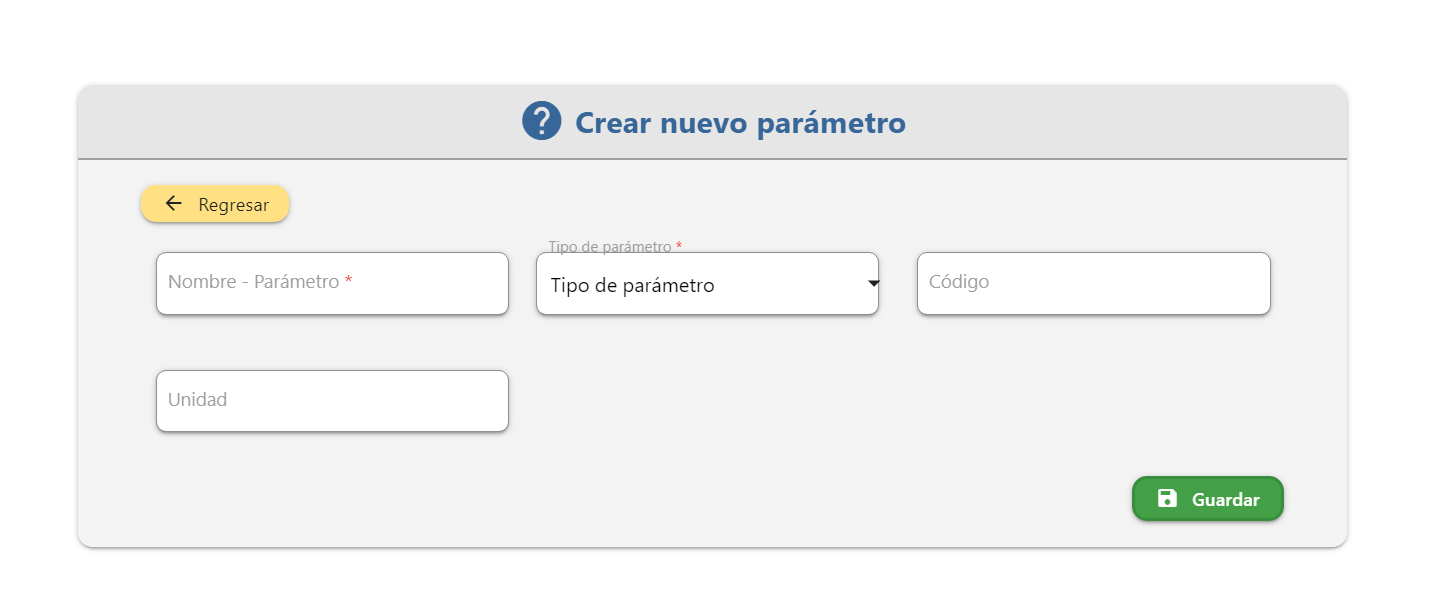 ? Crear nuevo parámetro
Regresar
Tipo de parámetro *
Nombre - Parámetro *
Tipo de parámetro
Código
Unidad
Guardar